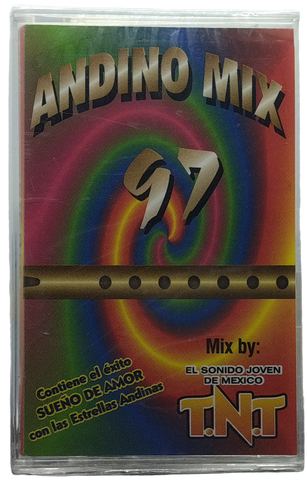 ANDINO MIX
97
Mix by:
EL SONIDO JOVEN
DE MEXICO
T.N.T
Contiene el éxito
SUEÑO DE AMOR
con las Estrellas Andinas